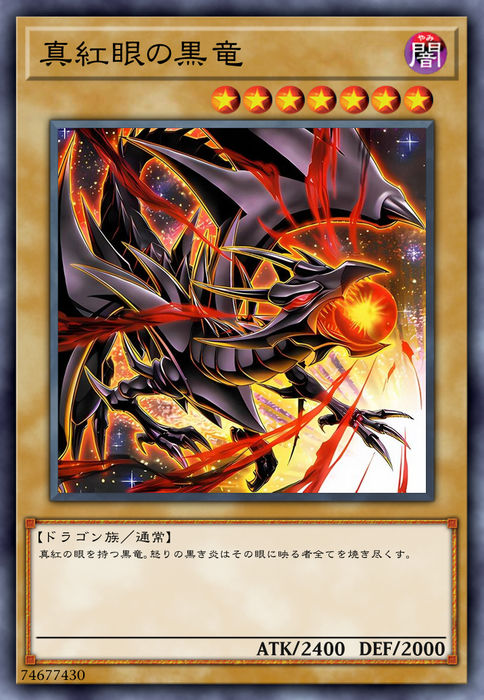 真紅眼の黒竜
やみ
闇
【ドラゴン族／通常】
真紅の眼を持つ黒竜。怒りの黒き炎はその眼に映る者全てを焼き尽くす。
ATK/2400 DEF/2000
74677430